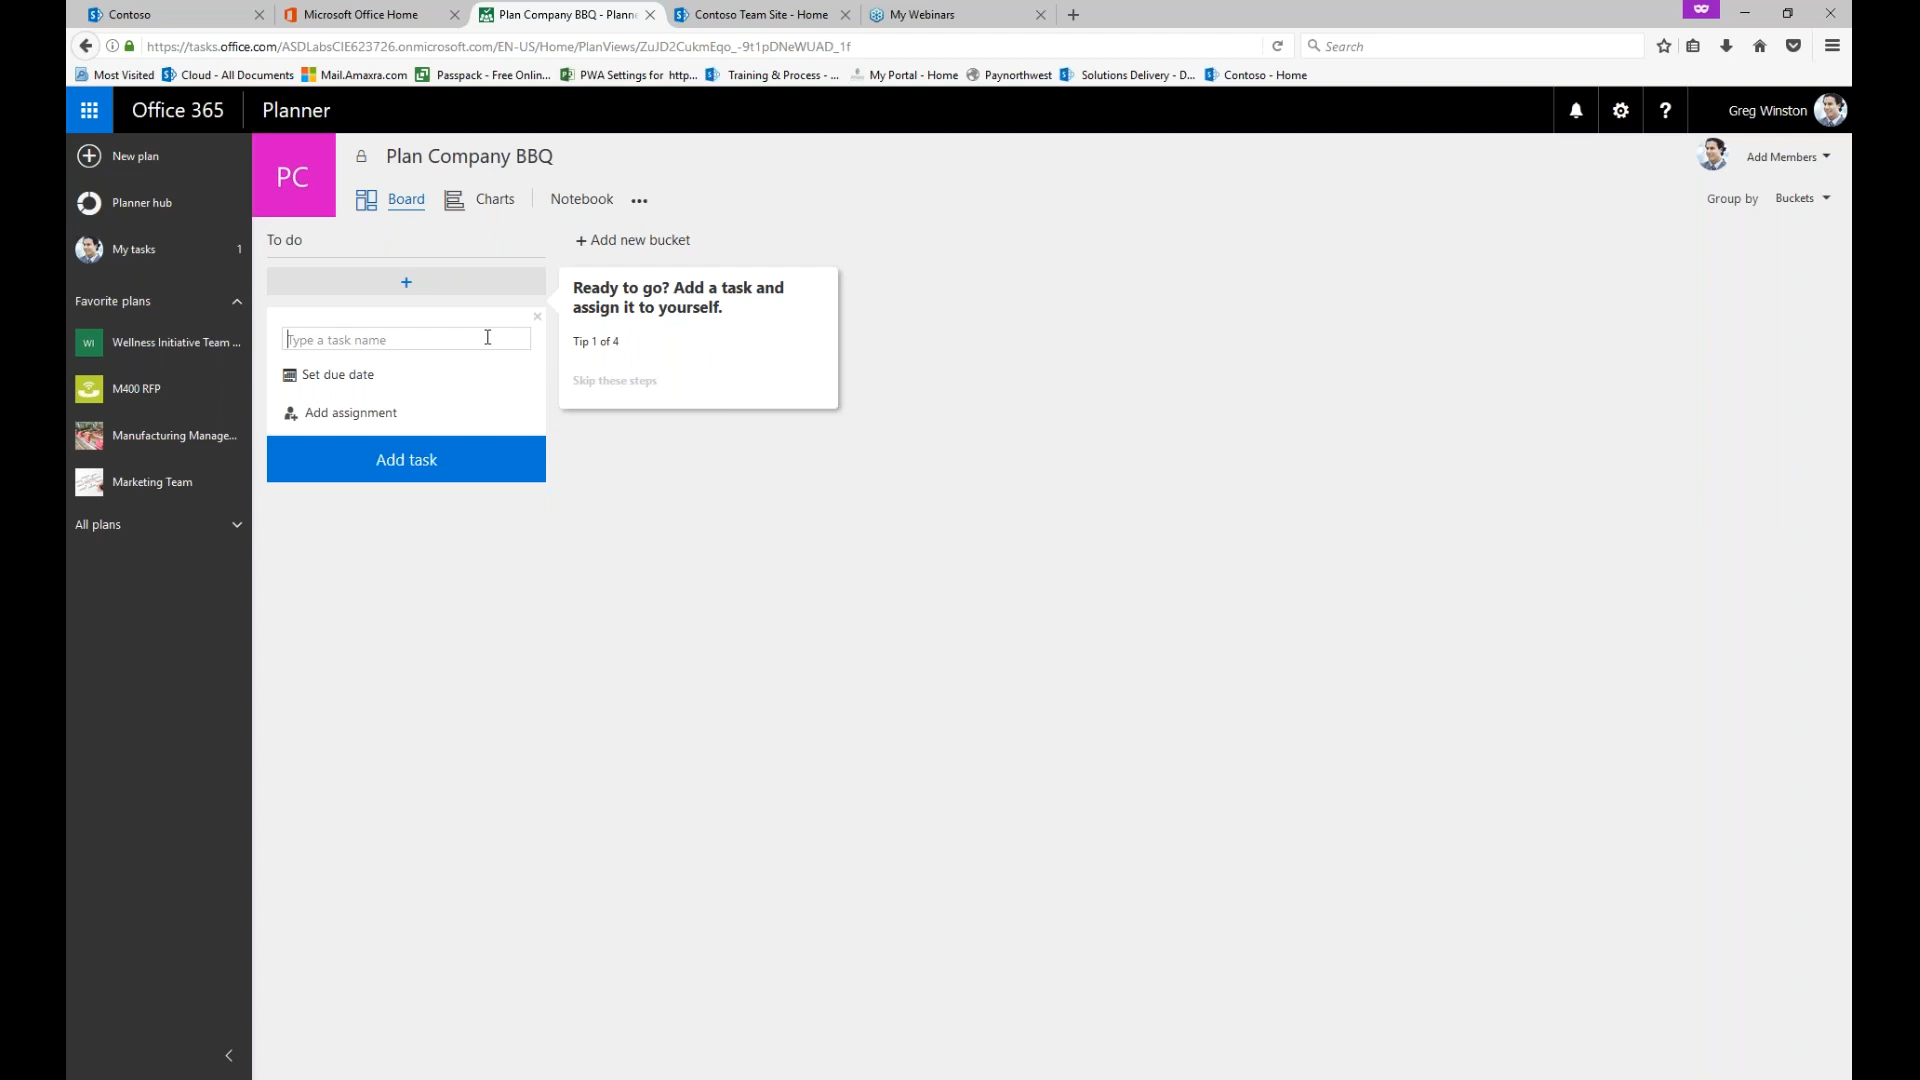 Contoso
Microsoft Office Home
Plan Company BBQ - Planne
Contoso Team Site - Home
My Webinars
https://tasks.office.com/ASDLabsCIE623726.onmicrosoft.com/EN-US/Home/PlanViews/ZuJD2CukmEqo_-9t1pDNeWUAD_1f
Search
Most Visited
Cloud - All Documents
Mail.Amaxra.com
Passpack - Free Onlin...
PWA Settings for http...
Training & Process - ...
My Portal - Home
Paynorthwest
Solutions Delivery - D...
Contoso - Home
Office 365
Planner
?
Greg Winston
New plan
Planner hub
My tasks 1
Favorite plans
WI
Wellness Initiative Team ...
M400 RFP
Manufacturing Manage...
Marketing Team
All plans
PC
Plan Company BBQ
Add Members
Board
Charts
Notebook
...
Group by Buckets
To do
+ Add new bucket
+
Type a task name
Set due date
Add assignment
Add task
Ready to go? Add a task and
assign it to yourself.
Tip 1 of 4
Skip these steps